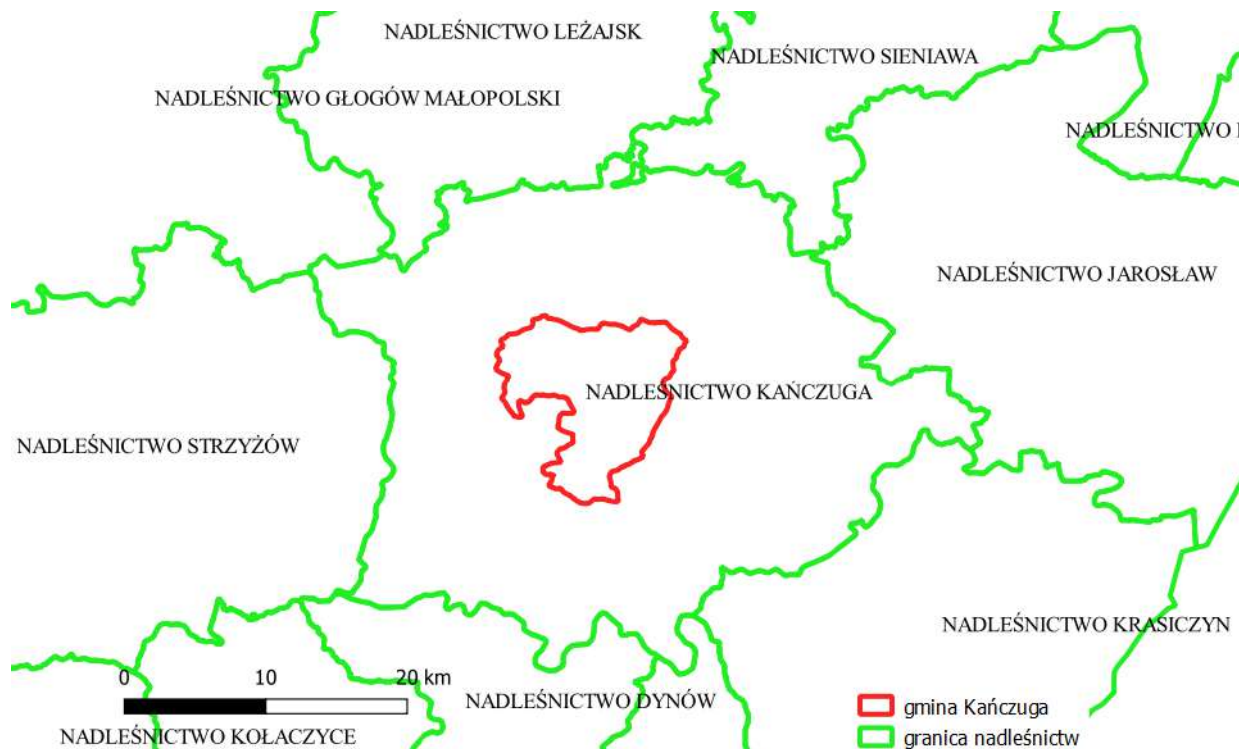 NADLEŚNICTWO LEŻAJSK
NADLEŚNICTWO SIENIAWA
NADLEŚNICTWO GŁOGÓW MAŁOPOLSKI
NADLEŚNICTWO
NADLEŚNICTWO JAROSŁAW
NADLEŚNICTWO KAŃCZUGA
NADLEŚNICTWO STRZYŻÓW
NADLEŚNICTWO KRASICZYN
0 10 20 km
NADLEŚNICTWO DYNÓW
gmina Kańczuga
NADLEŚNICTWO KOŁACZYCE
granica nadleśnictw